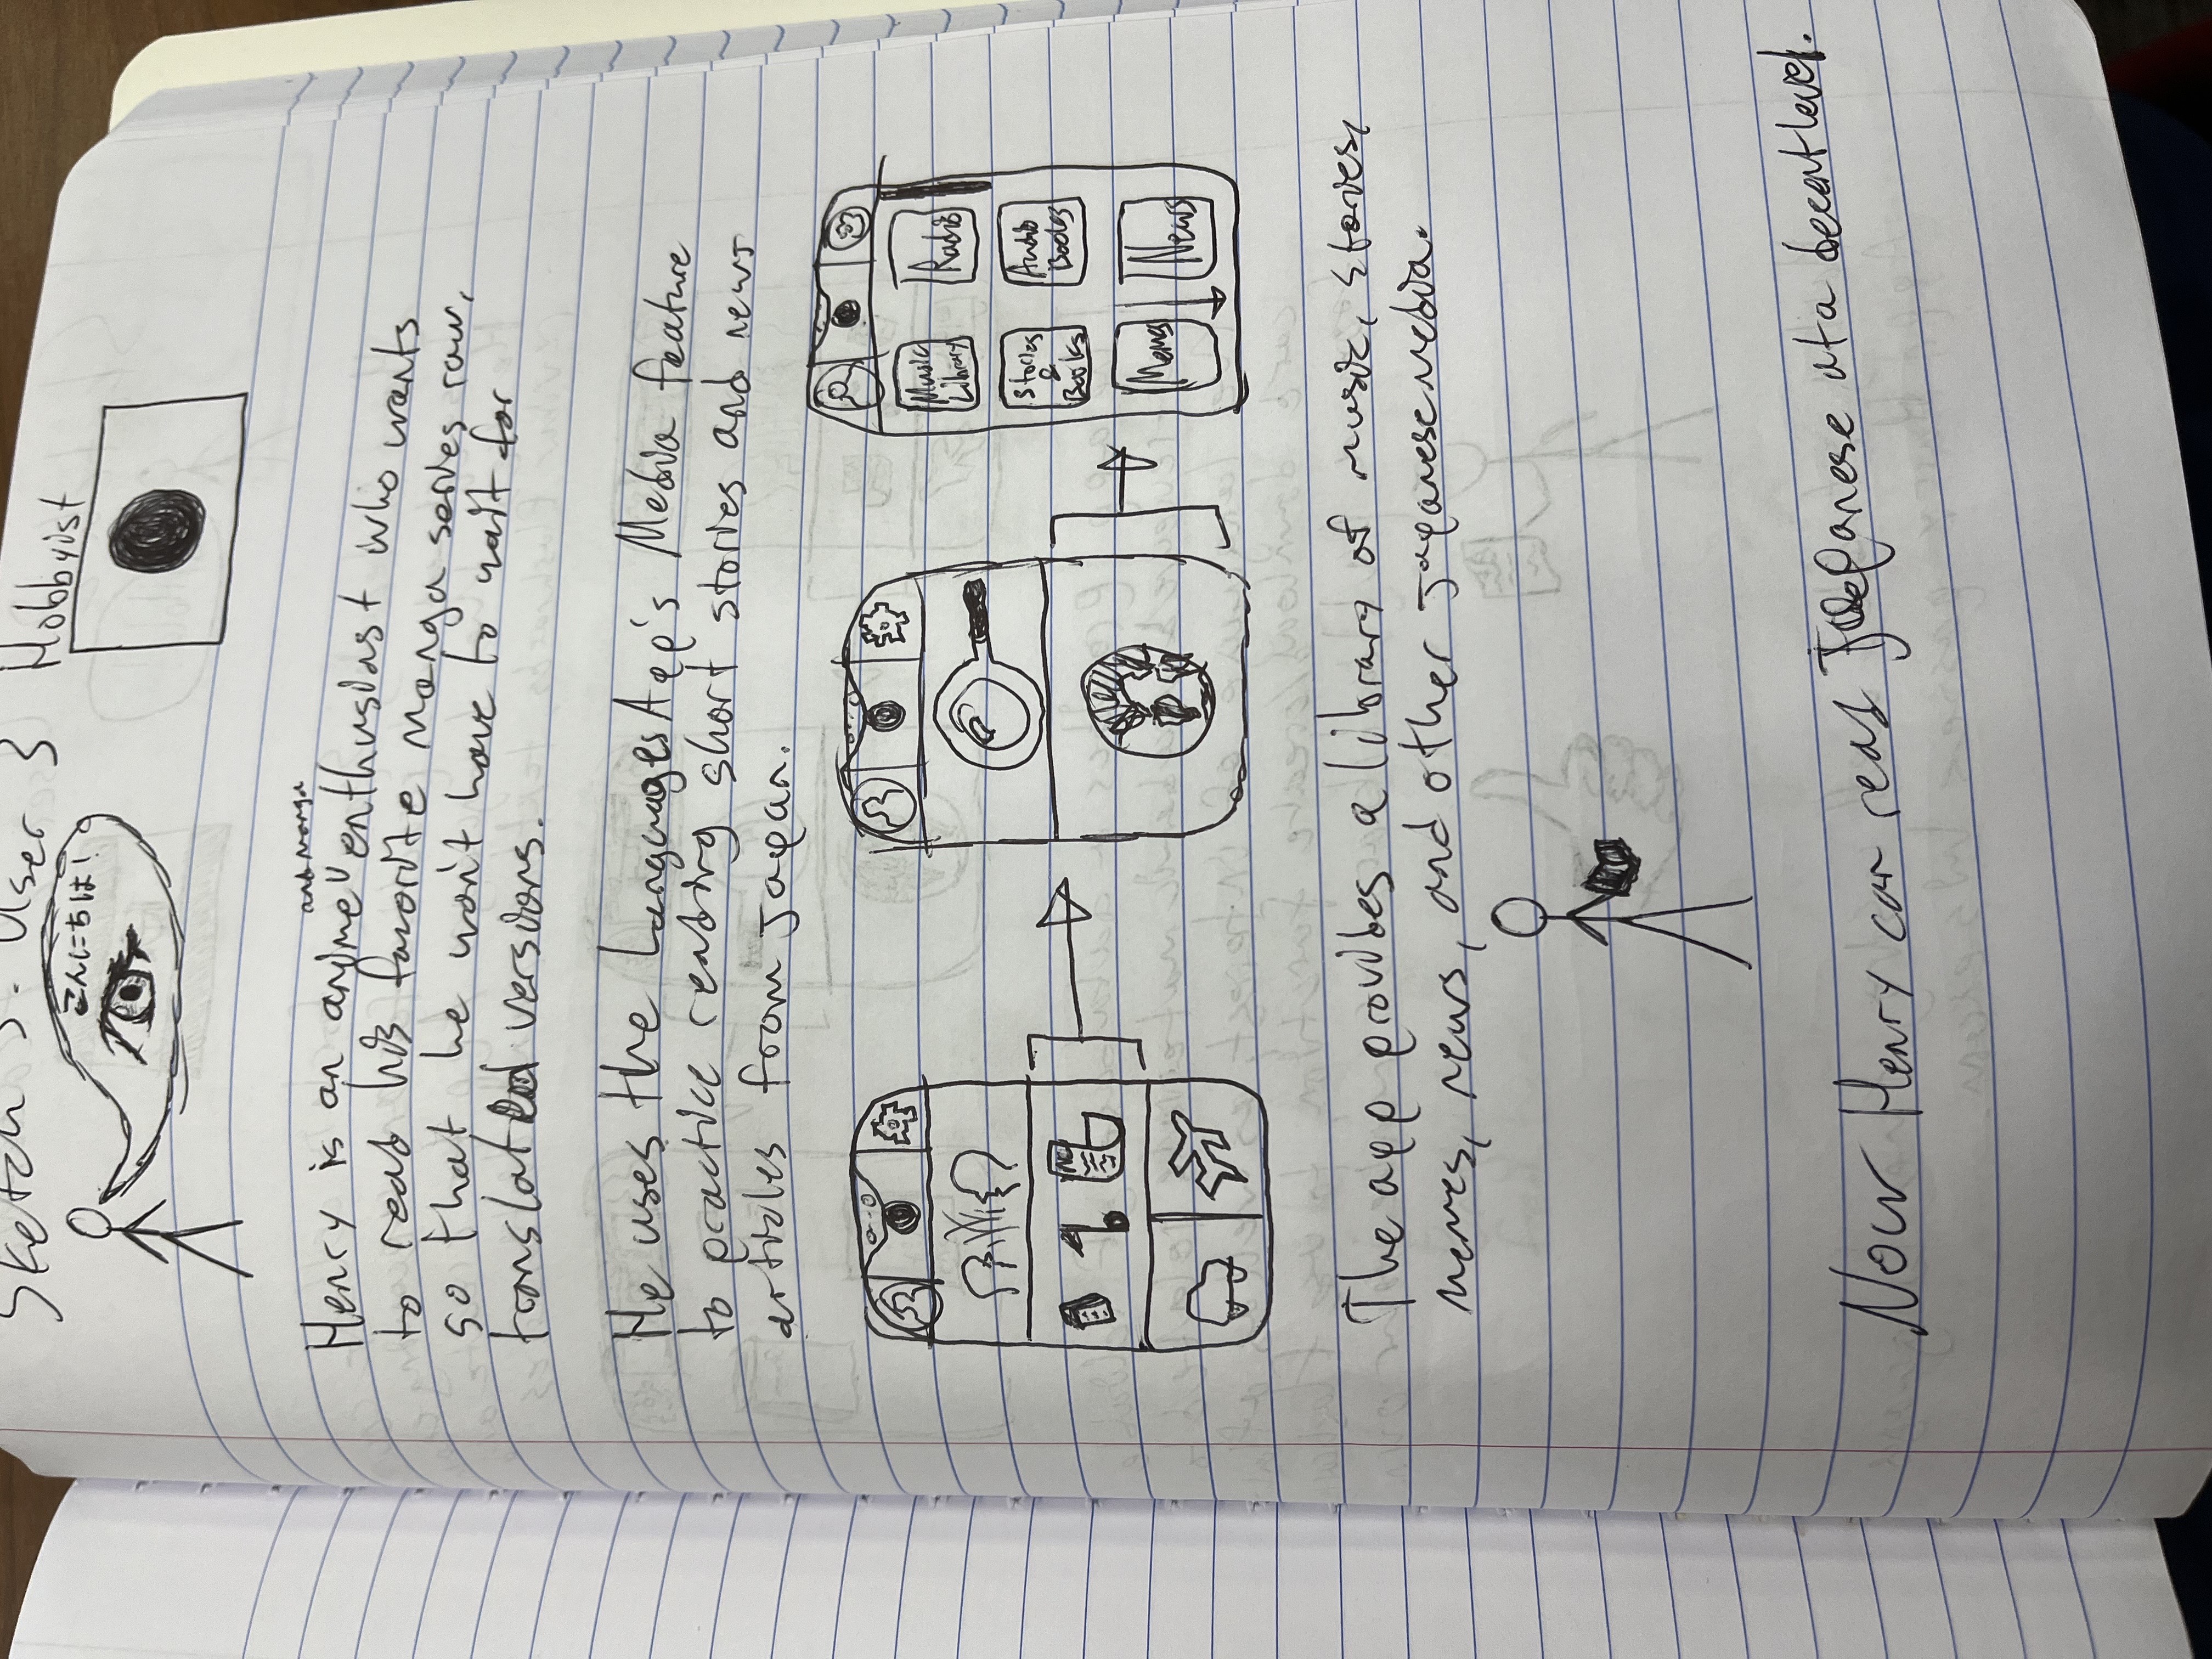 Sketch 3: User 3 Hobbyist
こんにちは!
and manga
Henry is an anime enthusiast who wants
to read his favorite manga series raw,
so that he won't have to wait for
translated versions.
He uses the LanguagesApp's Media feature
to practice reading short stories and news
articles from Japan.
Music
Library
Radio
Stories
&
Books
Audio
Books
Memes
News
The app provides a library of music, stories,
memes, news, and other Japanese media.
Now Henry can read Japanese at a decent level.